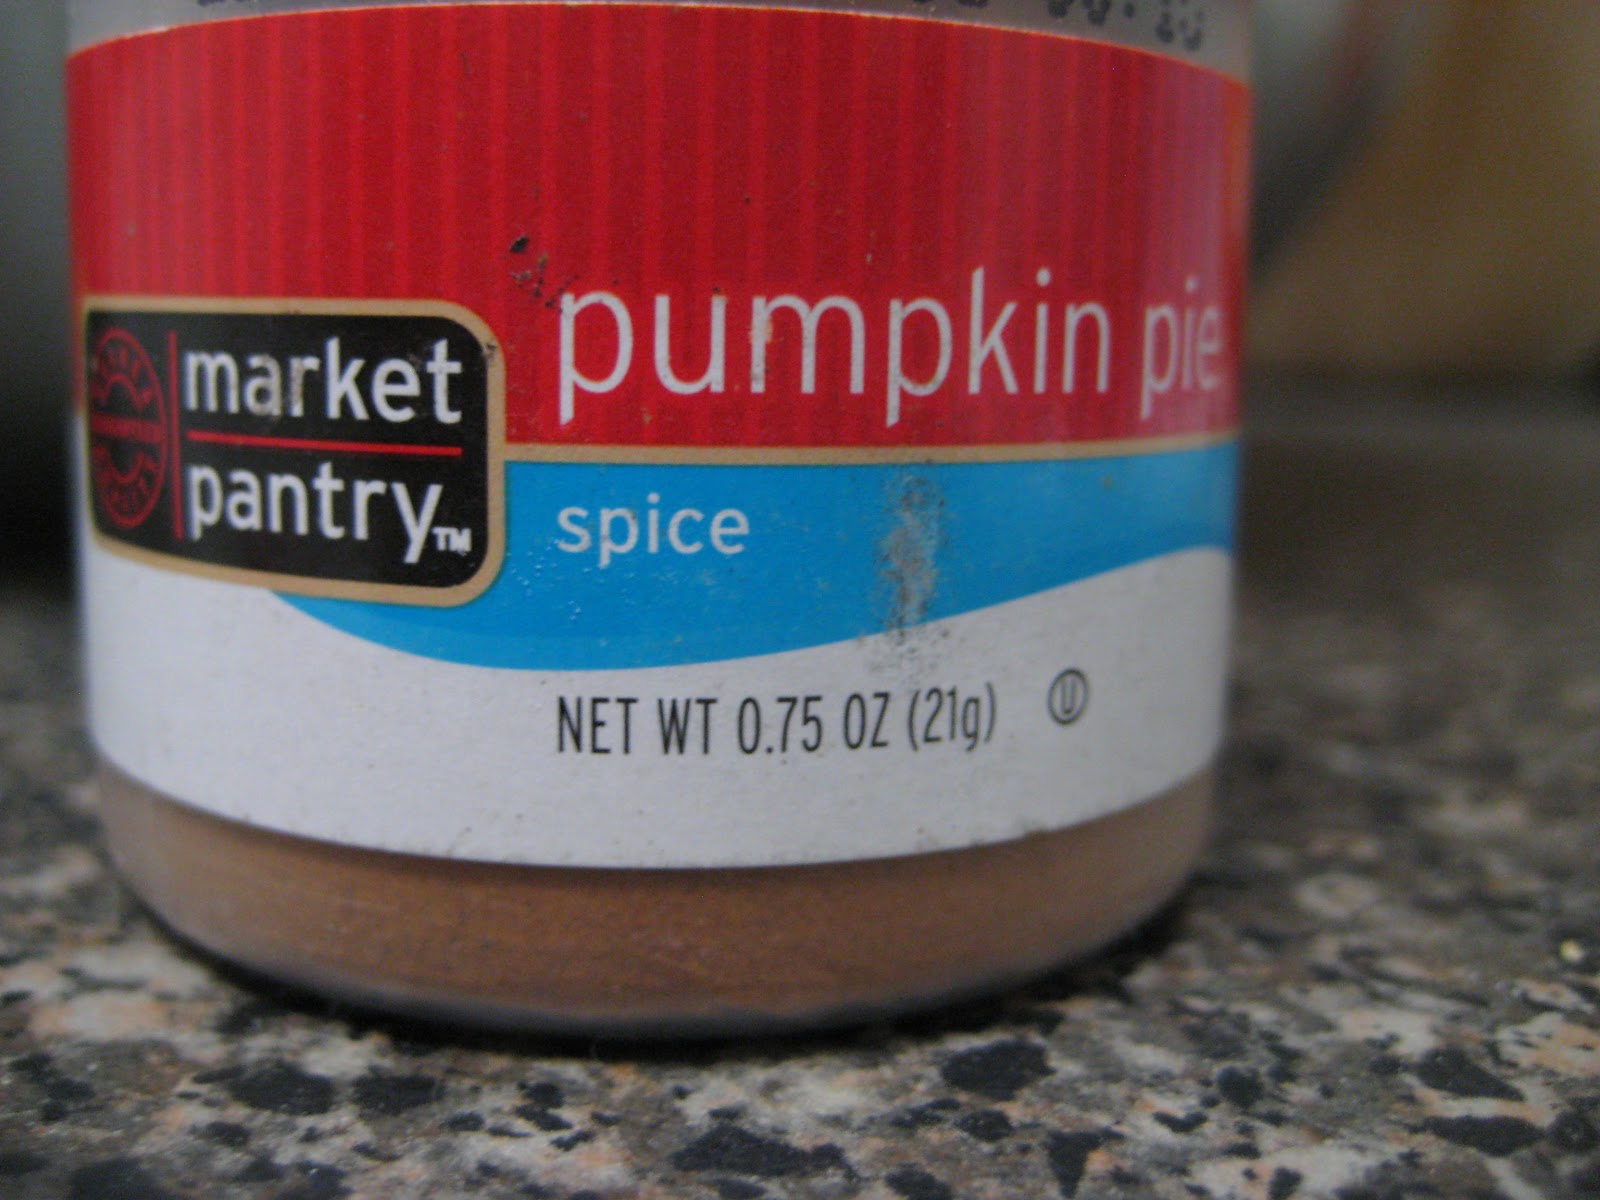 market
pantry™
pumpkin pie
spice
NET WT 0.75 OZ (21g) Ⓤ